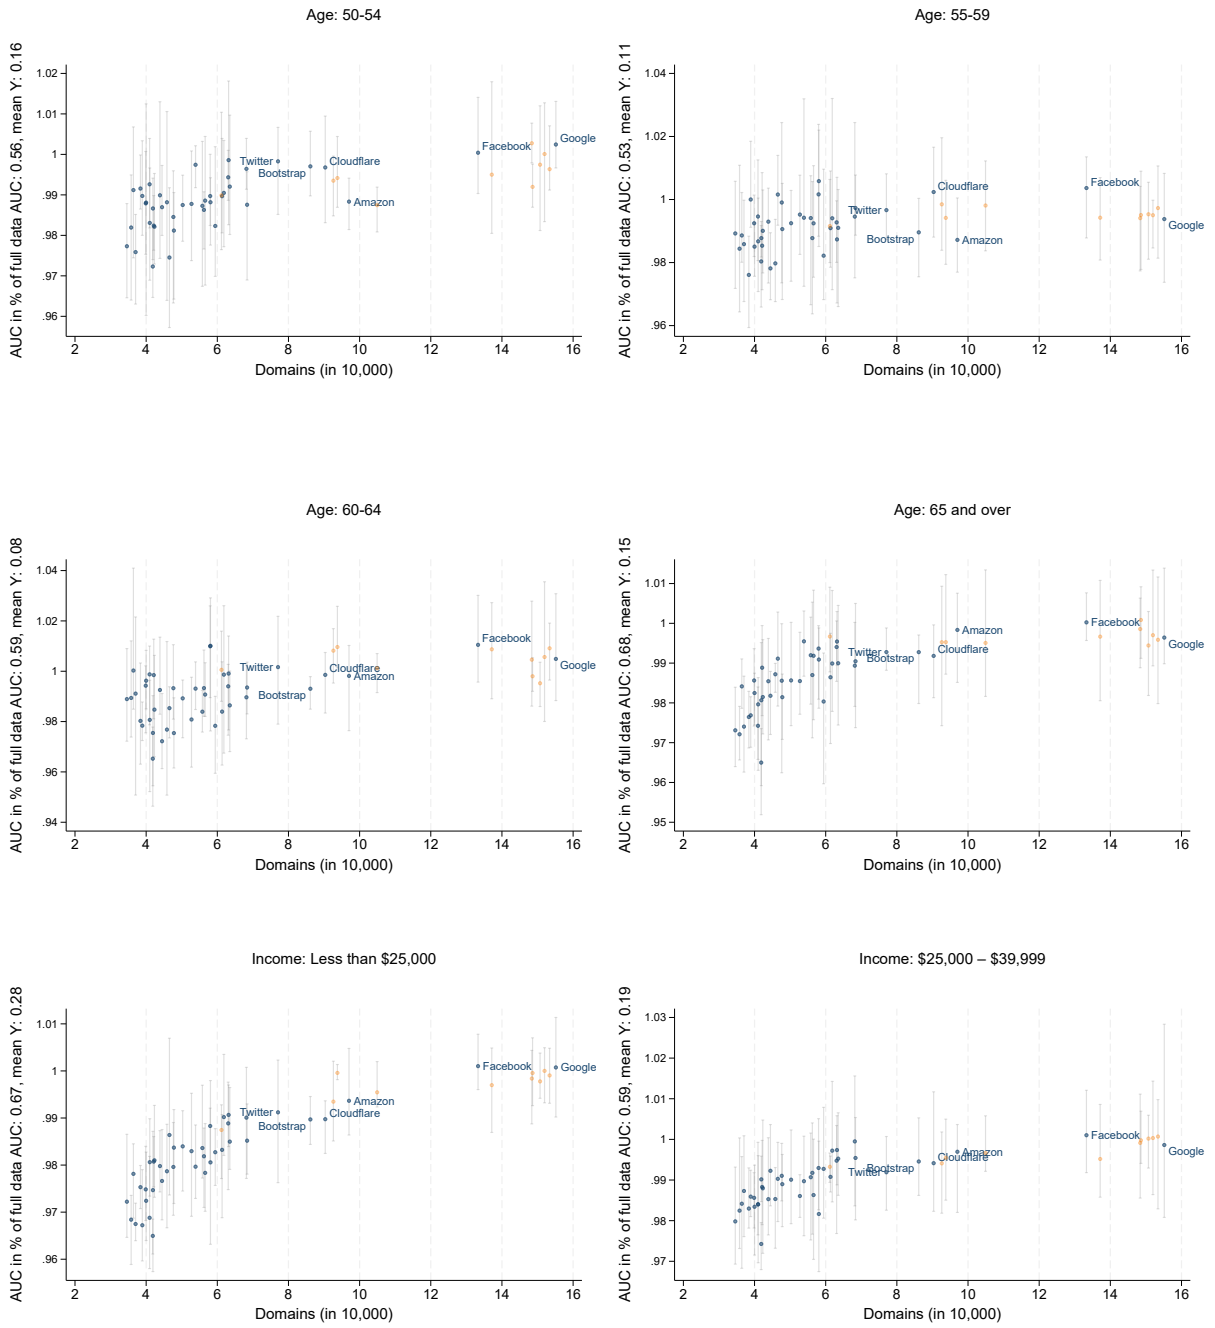 Age: 50-54
AUC in % of full data AUC: 0.56, mean Y: 0.16
1.02
1.01
1
.99
.98
.97
.96
Twitter
Bootstrap
Cloudflare
Amazon
Facebook
Google
2 4 6 8 10 12 14 16
Domains (in 10,000)
Age: 55-59
AUC in % of full data AUC: 0.53, mean Y: 0.11
1.04
1.02
1
.98
.96
Twitter
Bootstrap
Cloudflare
Amazon
Facebook
Google
2 4 6 8 10 12 14 16
Domains (in 10,000)
Age: 60-64
AUC in % of full data AUC: 0.59, mean Y: 0.08
1.04
1.02
1
.98
.96
.94
Twitter
Bootstrap
Cloudflare
Amazon
Facebook
Google
2 4 6 8 10 12 14 16
Domains (in 10,000)
Age: 65 and over
AUC in % of full data AUC: 0.68, mean Y: 0.15
1.01
1
.99
.98
.97
.96
.95
Twitter
Bootstrap
Cloudflare
Amazon
Facebook
Google
2 4 6 8 10 12 14 16
Domains (in 10,000)
Income: Less than $25,000
AUC in % of full data AUC: 0.67, mean Y: 0.28
1.01
1
.99
.98
.97
.96
Twitter
Bootstrap
Cloudflare
Amazon
Facebook
Google
2 4 6 8 10 12 14 16
Domains (in 10,000)
Income: $25,000 – $39,999
AUC in % of full data AUC: 0.59, mean Y: 0.19
1.03
1.02
1.01
1
.99
.98
.97
Twitter
Bootstrap
Cloudflare
Amazon
Facebook
Google
2 4 6 8 10 12 14 16
Domains (in 10,000)